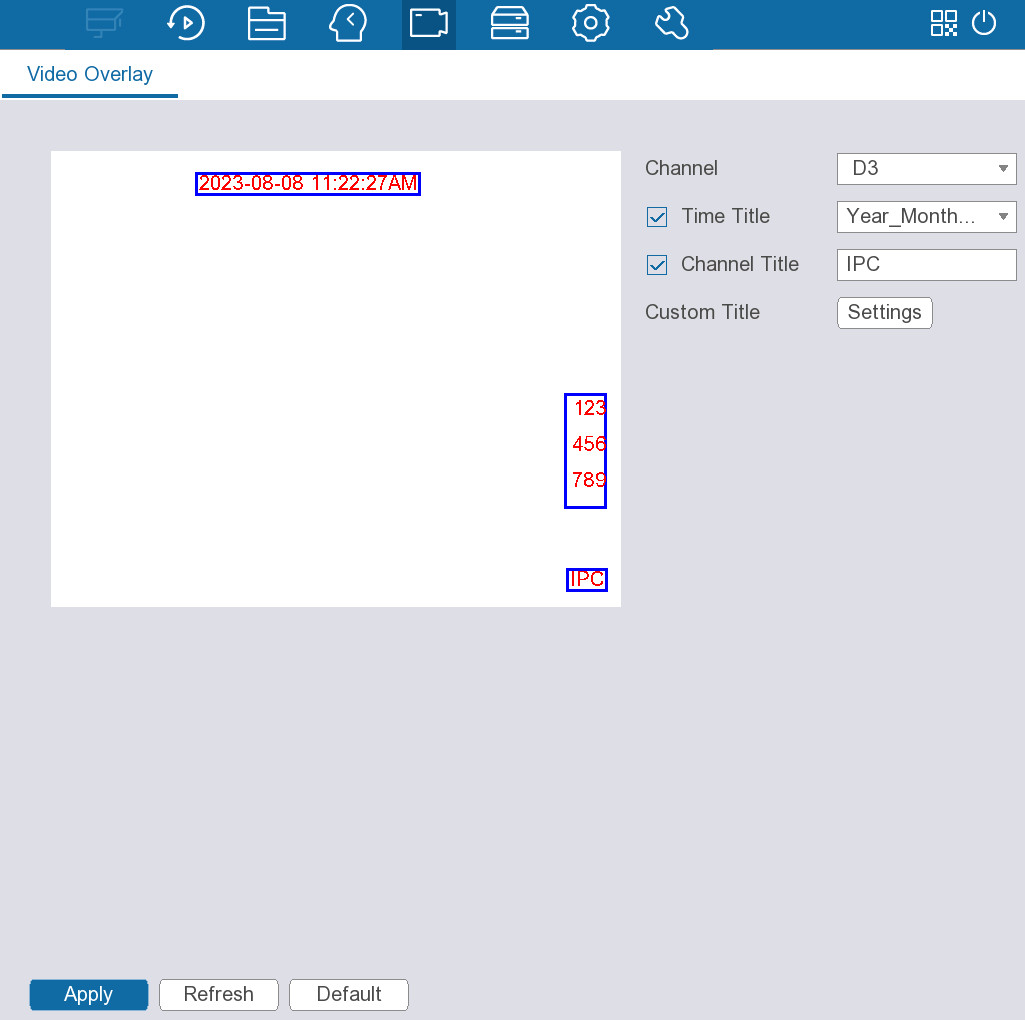 Video Overlay
2023-08-08 11:22:27AM
123
456
789
IPC
Channel
D3
Time Title
Year_Month...
Channel Title
IPC
Custom Title
Settings
Apply
Refresh
Default